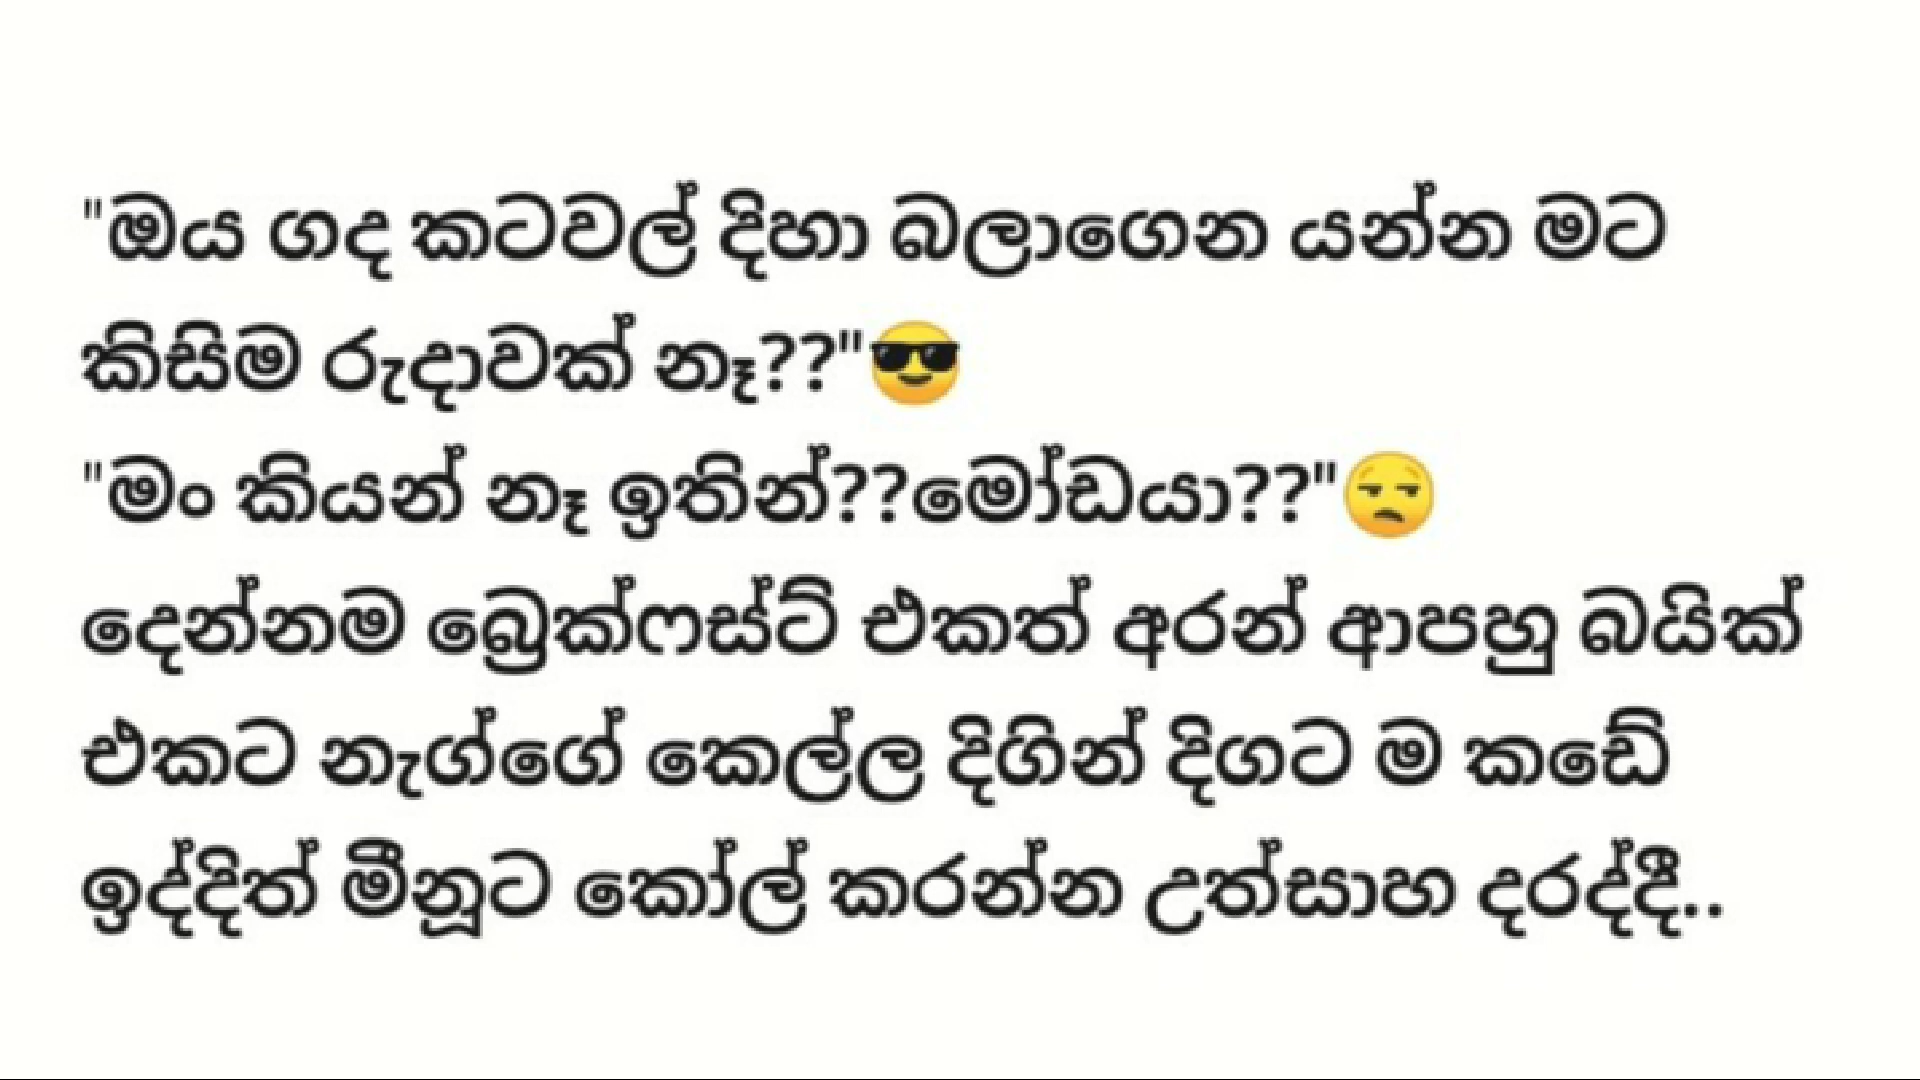 "ඔය ගද කටවල් දිහා බලාගෙන යන්න මට
කිසිම රුදාවක් නෑ??"😎
"මං කියන් නෑ ඉතින්??මෝඩයා??"😒
දෙන්නම බ්‍රෙක්ෆස්ට් එකත් අරන් ආපහු බයික්
එකට නැග්ගේ කෙල්ල දිගින් දිගට ම කඩේ
ඉද්දිත් මීනූට කෝල් කරන්න උත්සාහ දරද්දී..